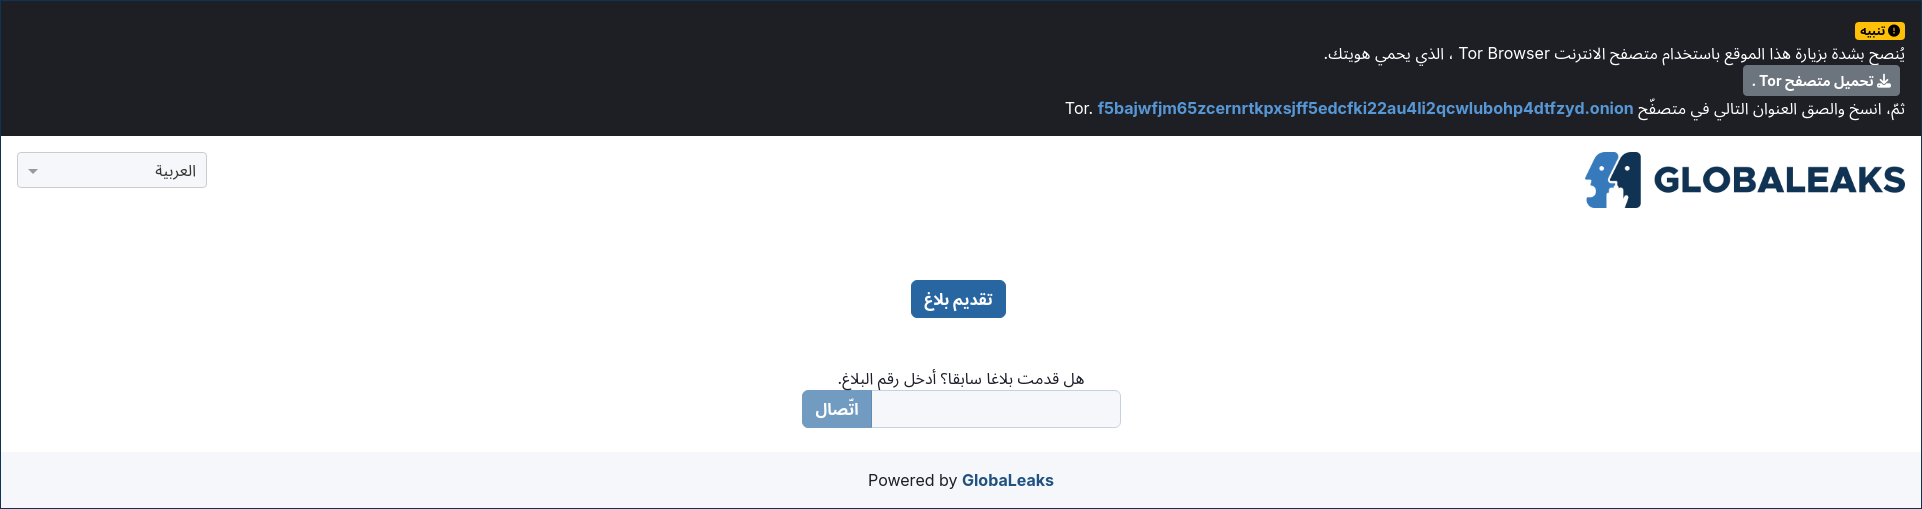 تنبيه
يُنصح بشدة بزيارة هذا الموقع باستخدام متصفح الانترنت Tor Browser ، الذي يحمي هويتك.
تحميل متصفح Tor .
ثمّ، انسخ والصق العنوان التالي في متصفّح f5bajwfjm65zcernrtkpxsjff5edcfki22au4li2qcwlubohp4dtfzyd.onion Tor.
GLOBALEAKS
العربية
تقديم بلاغ
هل قدمت بلاغا سابقا؟ أدخل رقم البلاغ.
اتّصال
Powered by GlobaLeaks